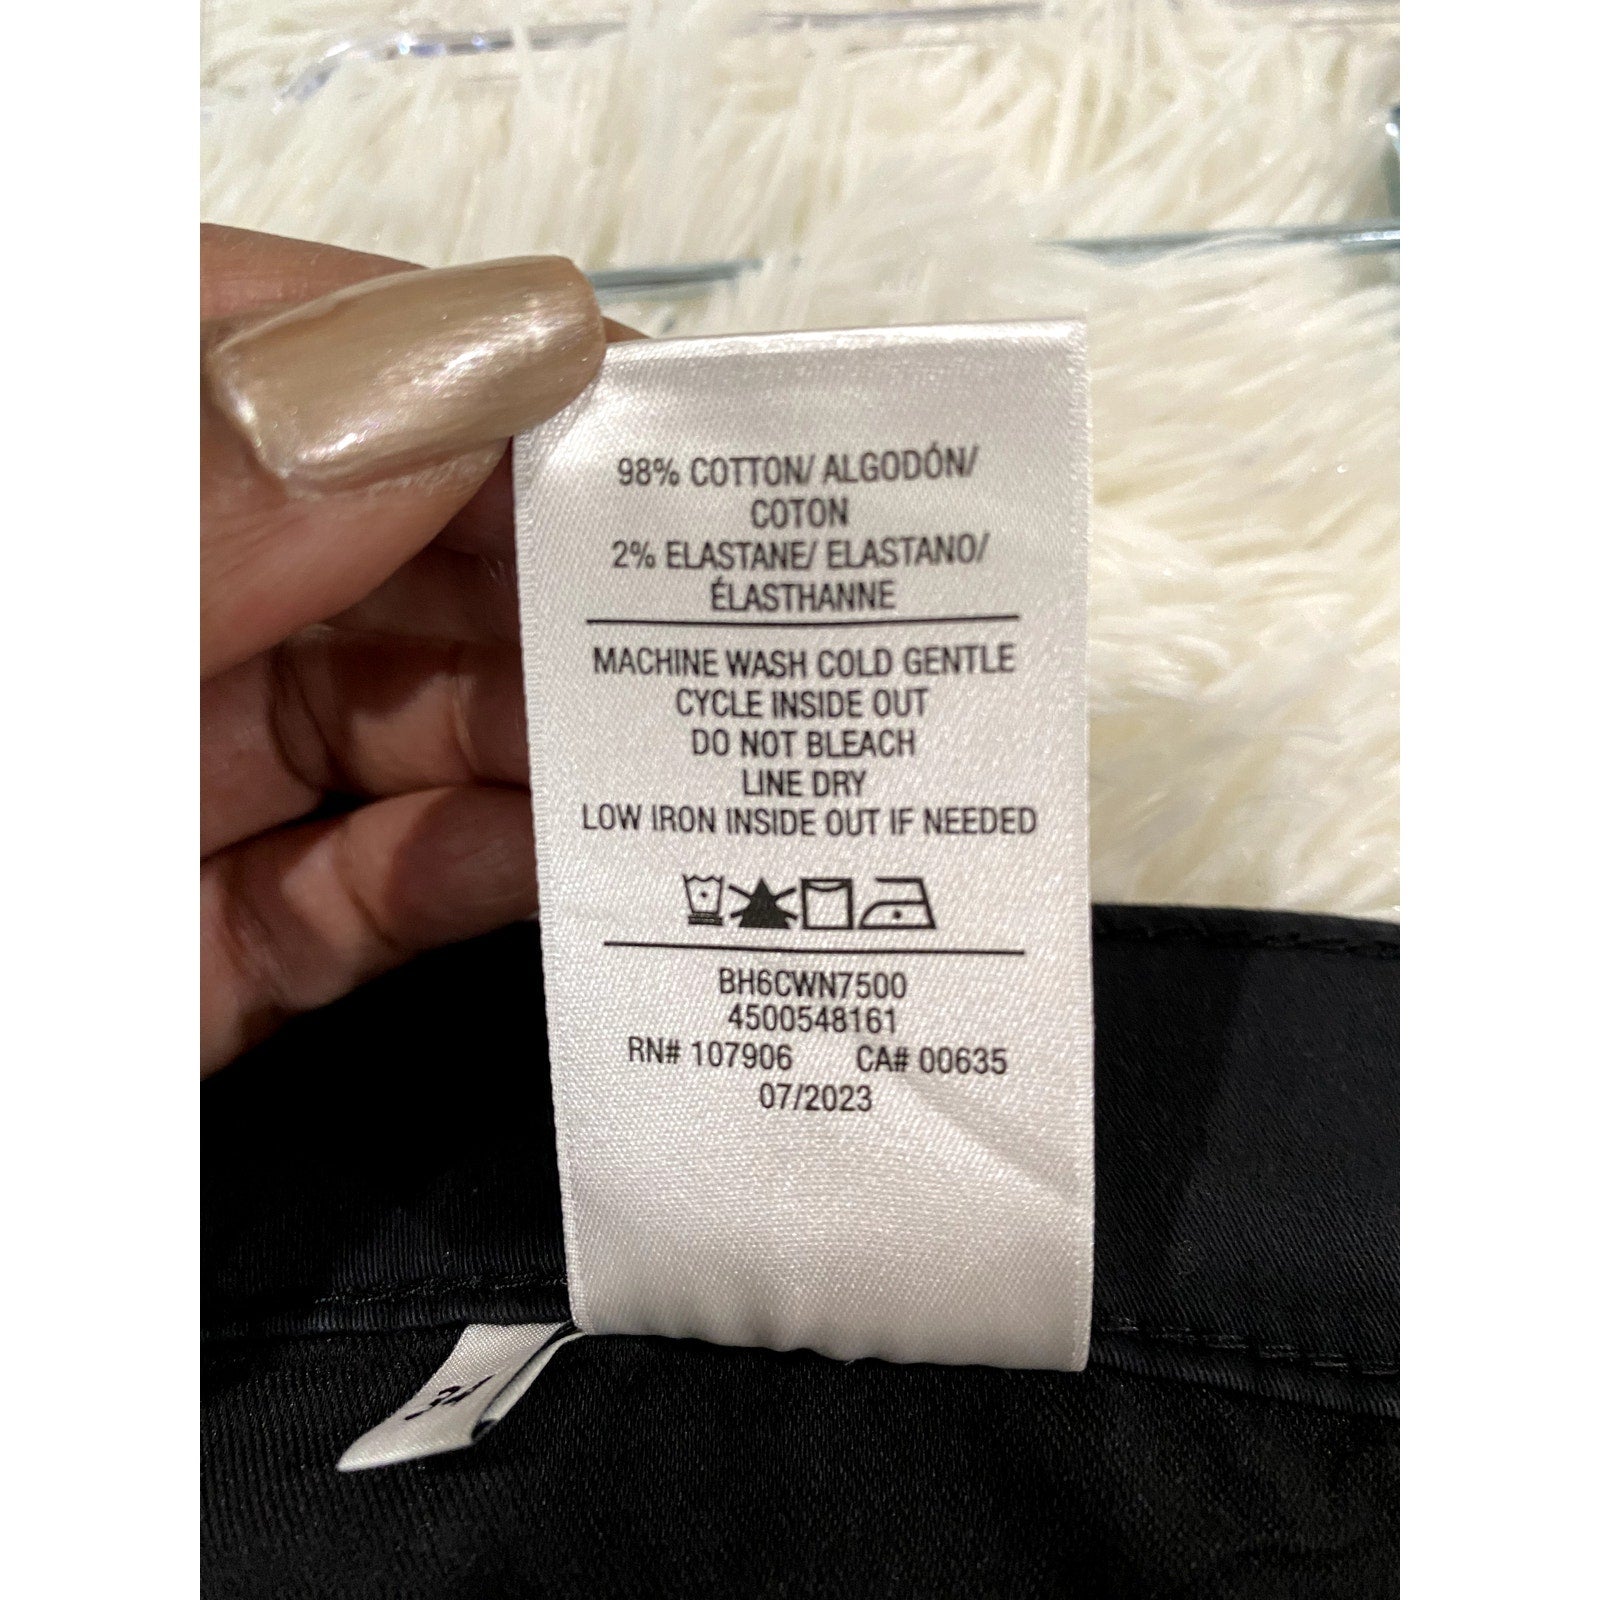 98% COTTON/ ALGODÓN/
COTON
2% ELASTANE/ ELASTANO/
ÉLASTHANNE
MACHINE WASH COLD GENTLE
CYCLE INSIDE OUT
DO NOT BLEACH
LINE DRY
LOW IRON INSIDE OUT IF NEEDED
BH6CWN7500
4500548161
RN# 107906 CA# 00635
07/2023
34